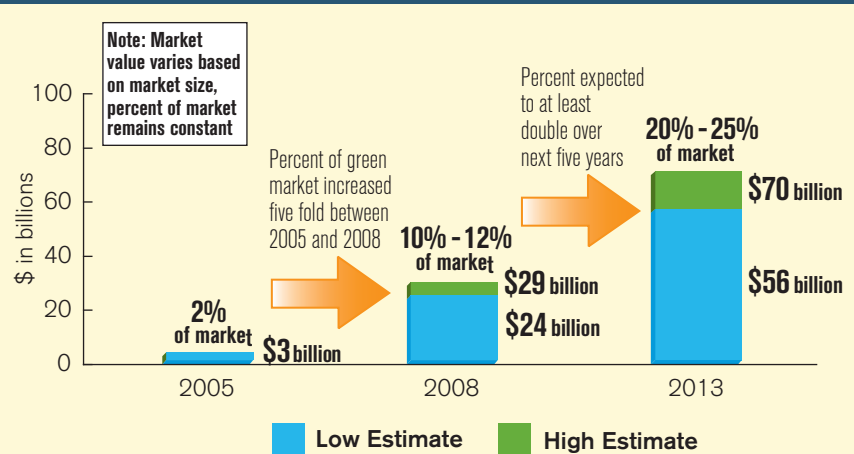 Note: Market
value varies based
on market size,
percent of market
remains constant
$ in billions
100
80
60
40
20
0
2%
of market
$3 billion
Percent of green
market increased
five fold between
2005 and 2008
10% - 12%
of market
$29 billion
$24 billion
Percent expected
to at least
double over
next five years
20% - 25%
of market
$70 billion
$56 billion
2005
2008
2013
Low Estimate
High Estimate